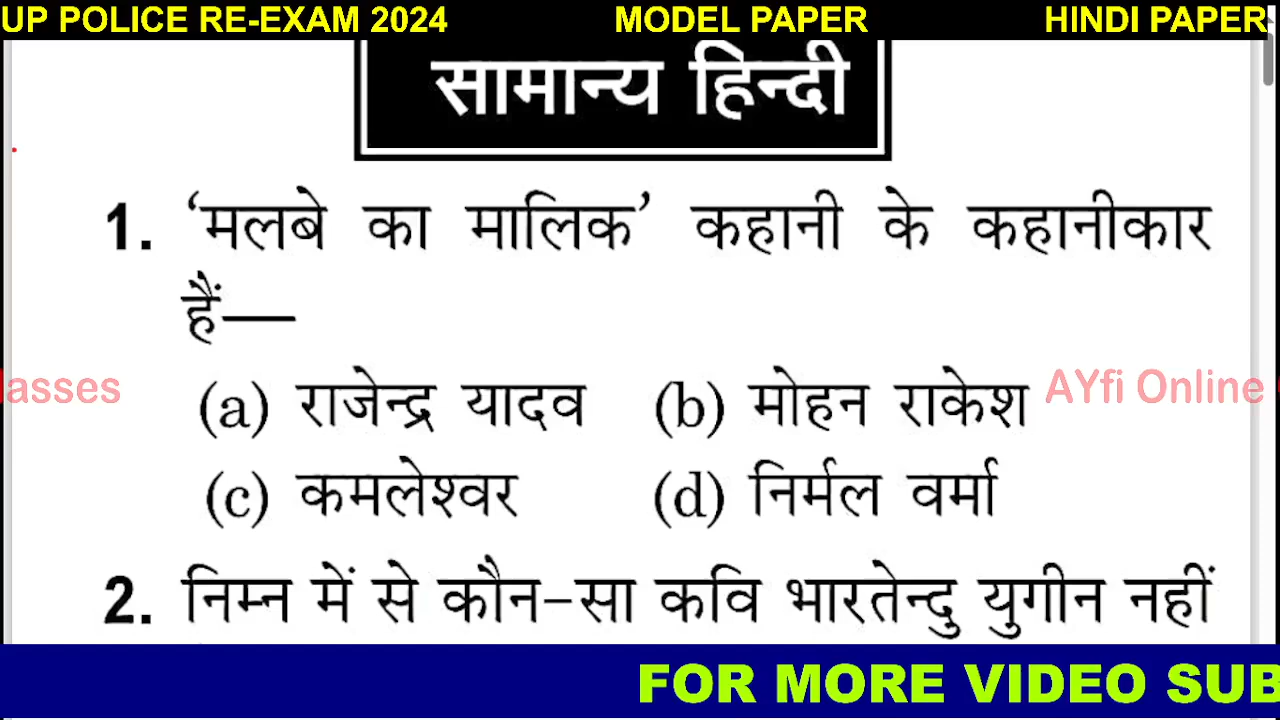 UP POLICE RE-EXAM 2024 MODEL PAPER HINDI PAPER
सामान्य हिन्दी
1. ‘मलबे का मालिक’ कहानी के कहानीकार
हैं—
asses AYfi Online
(a) राजेन्द्र यादव (b) मोहन राकेश
(c) कमलेश्वर (d) निर्मल वर्मा
2. निम्न में से कौन-सा कवि भारतेन्दु युगीन नहीं
FOR MORE VIDEO SUB